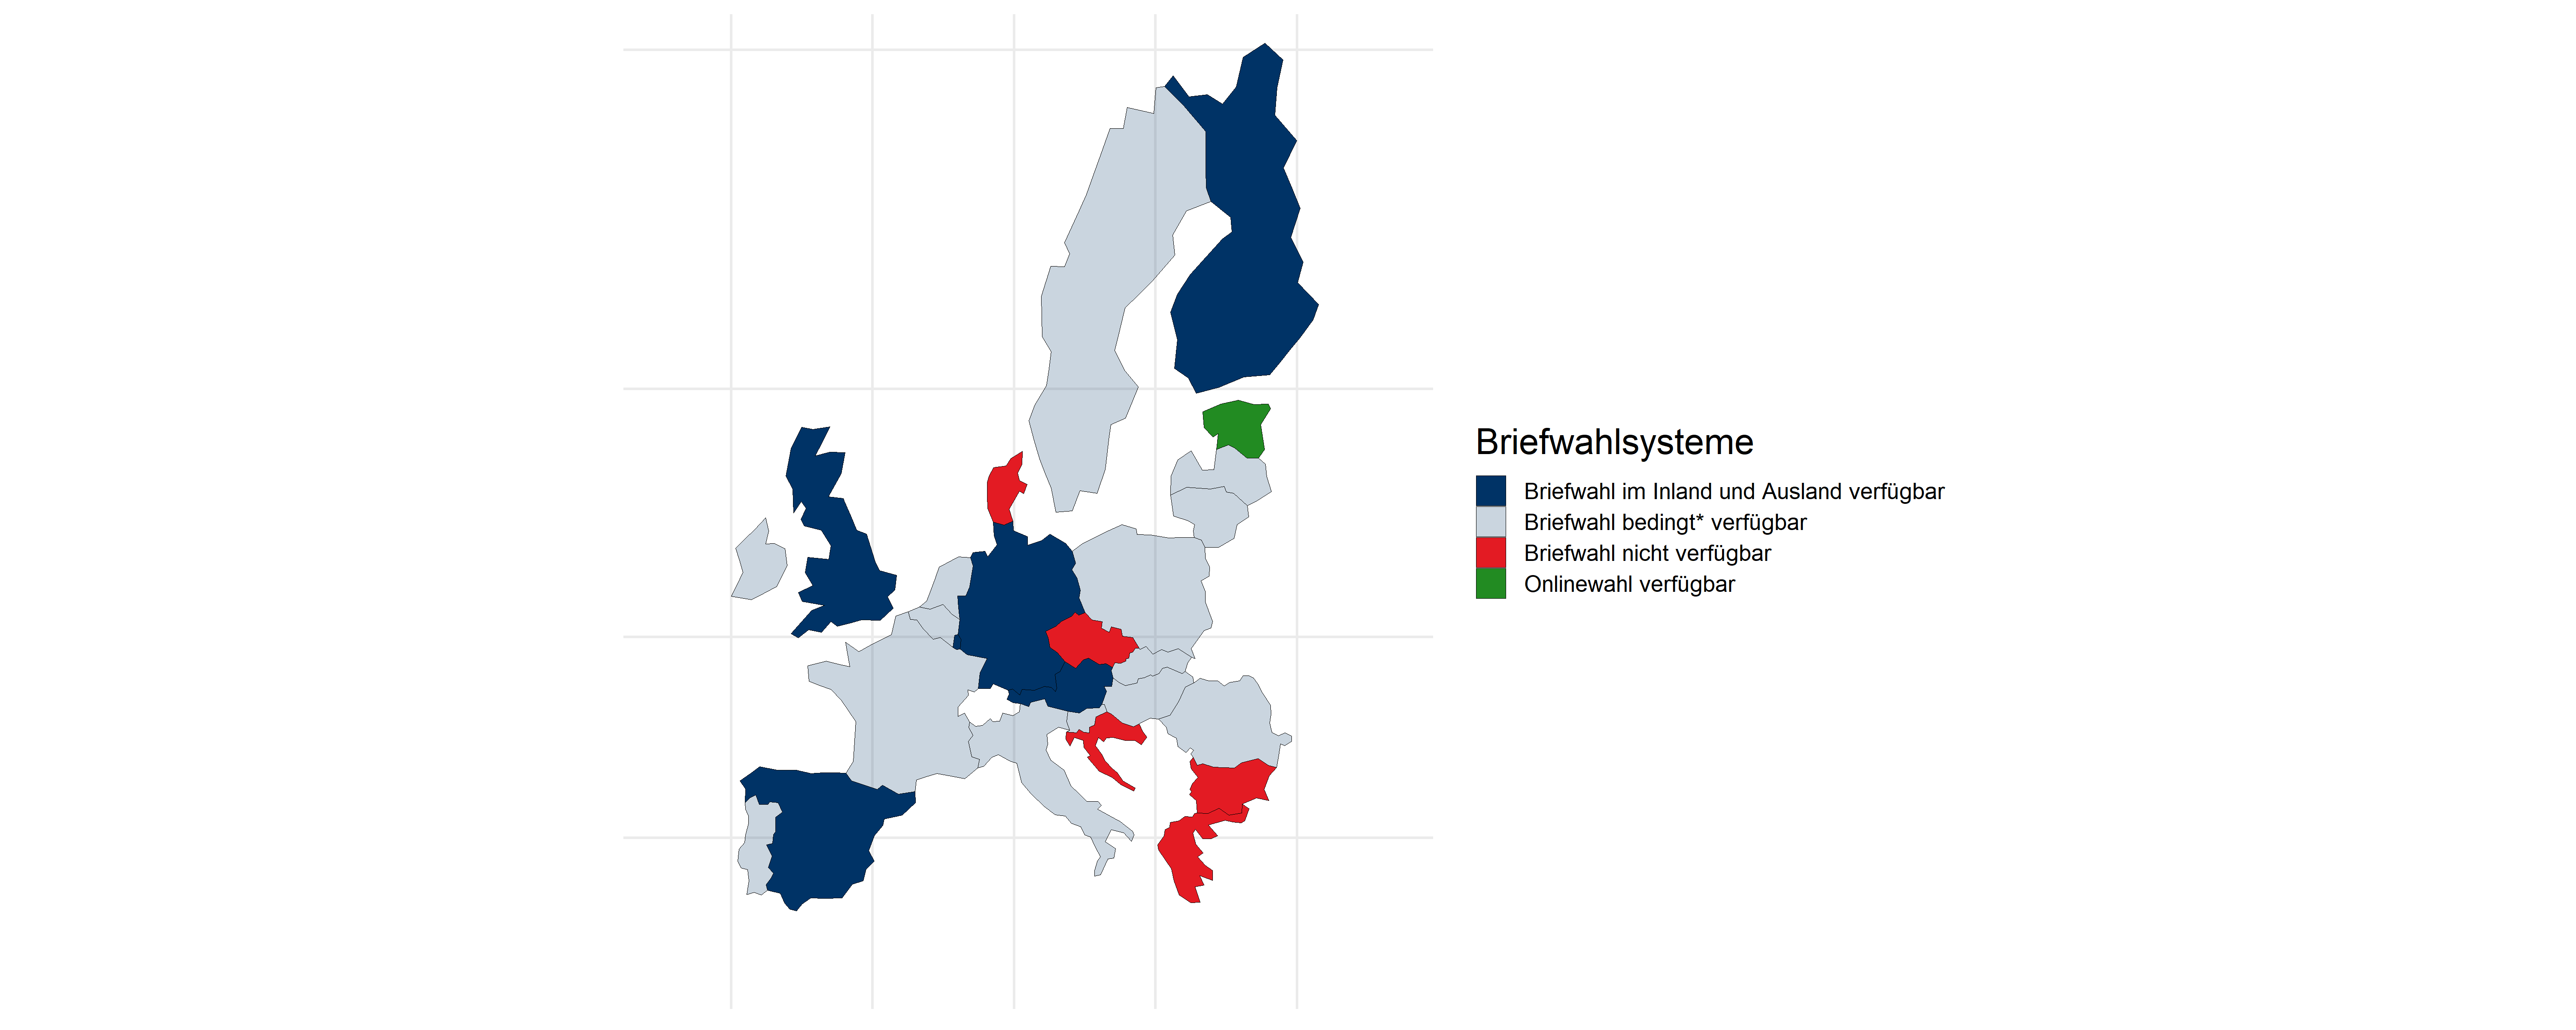 Briefwahlsysteme
Briefwahl im Inland und Ausland verfügbar
Briefwahl bedingt* verfügbar
Briefwahl nicht verfügbar
Onlinewahl verfügbar